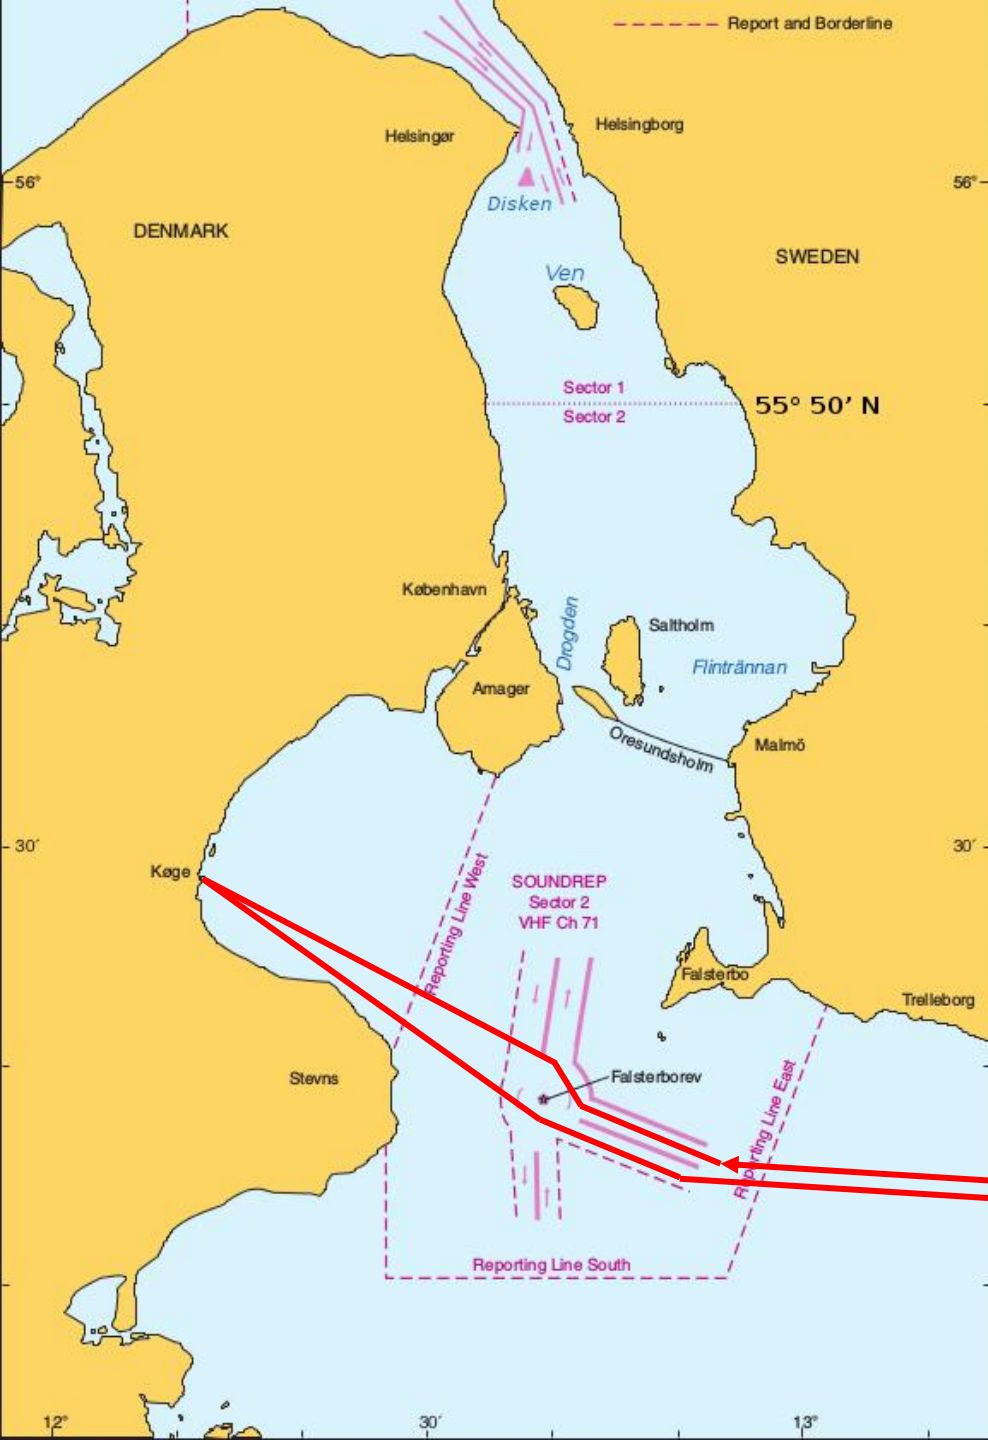 Report and Borderline
Helsingør
Helsingborg
56°
56°
Disken
DENMARK
SWEDEN
Ven
Sector 1
55° 50’ N
Sector 2
København
Drogden
Saltholm
Flintrännan
Amager
Oresundsholm
Malmö
30´
30´
Køge
Reporting Line West
SOUNDREP
Sector 2
VHF Ch 71
Falsterbo
Trelleborg
Stevns
Falsterborev
Reporting Line East
Reporting Line South
12°
30´
13°